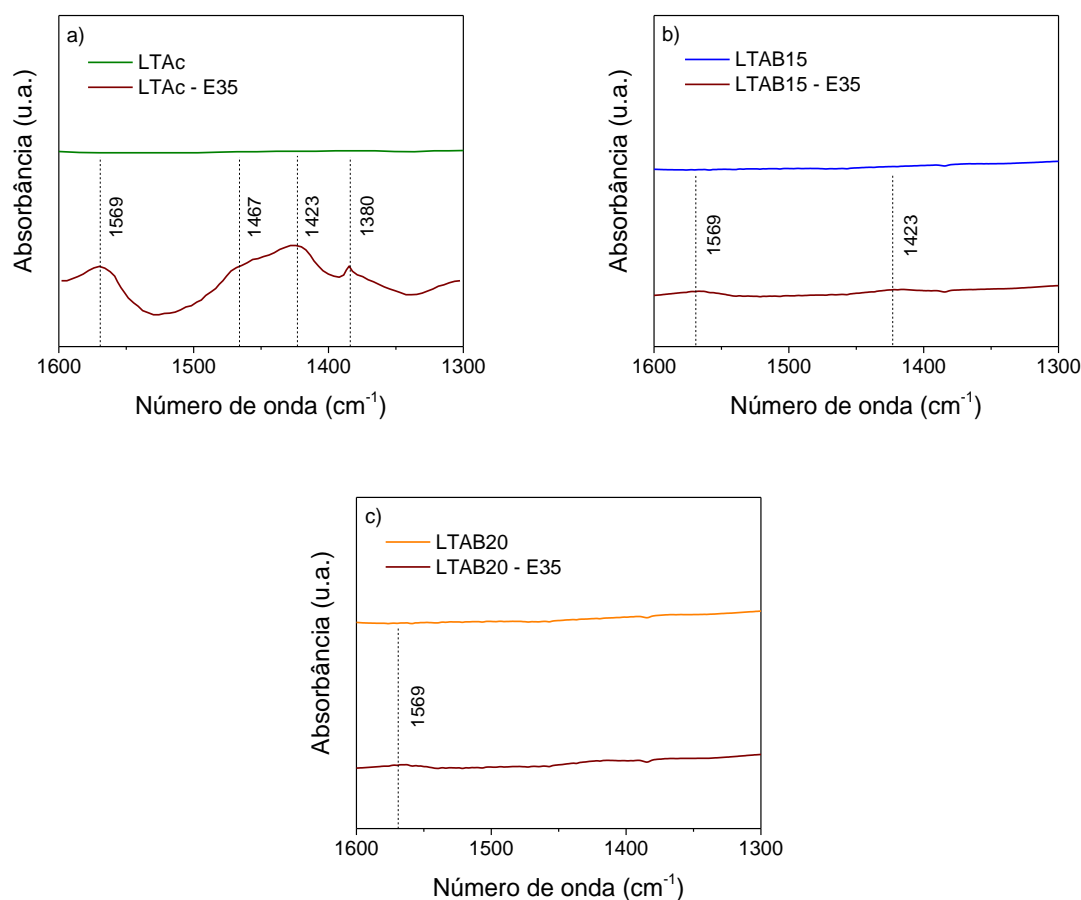 a)
LTAc
LTAc - E35
Absorbância (u.a.)
1569
1467
1423
1380
1600
1500
1400
1300
Número de onda (cm⁻¹)
b)
LTAB15
LTAB15 - E35
Absorbância (u.a.)
1569
1423
1600
1500
1400
1300
Número de onda (cm⁻¹)
c)
LTAB20
LTAB20 - E35
Absorbância (u.a.)
1569
1600
1500
1400
1300
Número de onda (cm⁻¹)